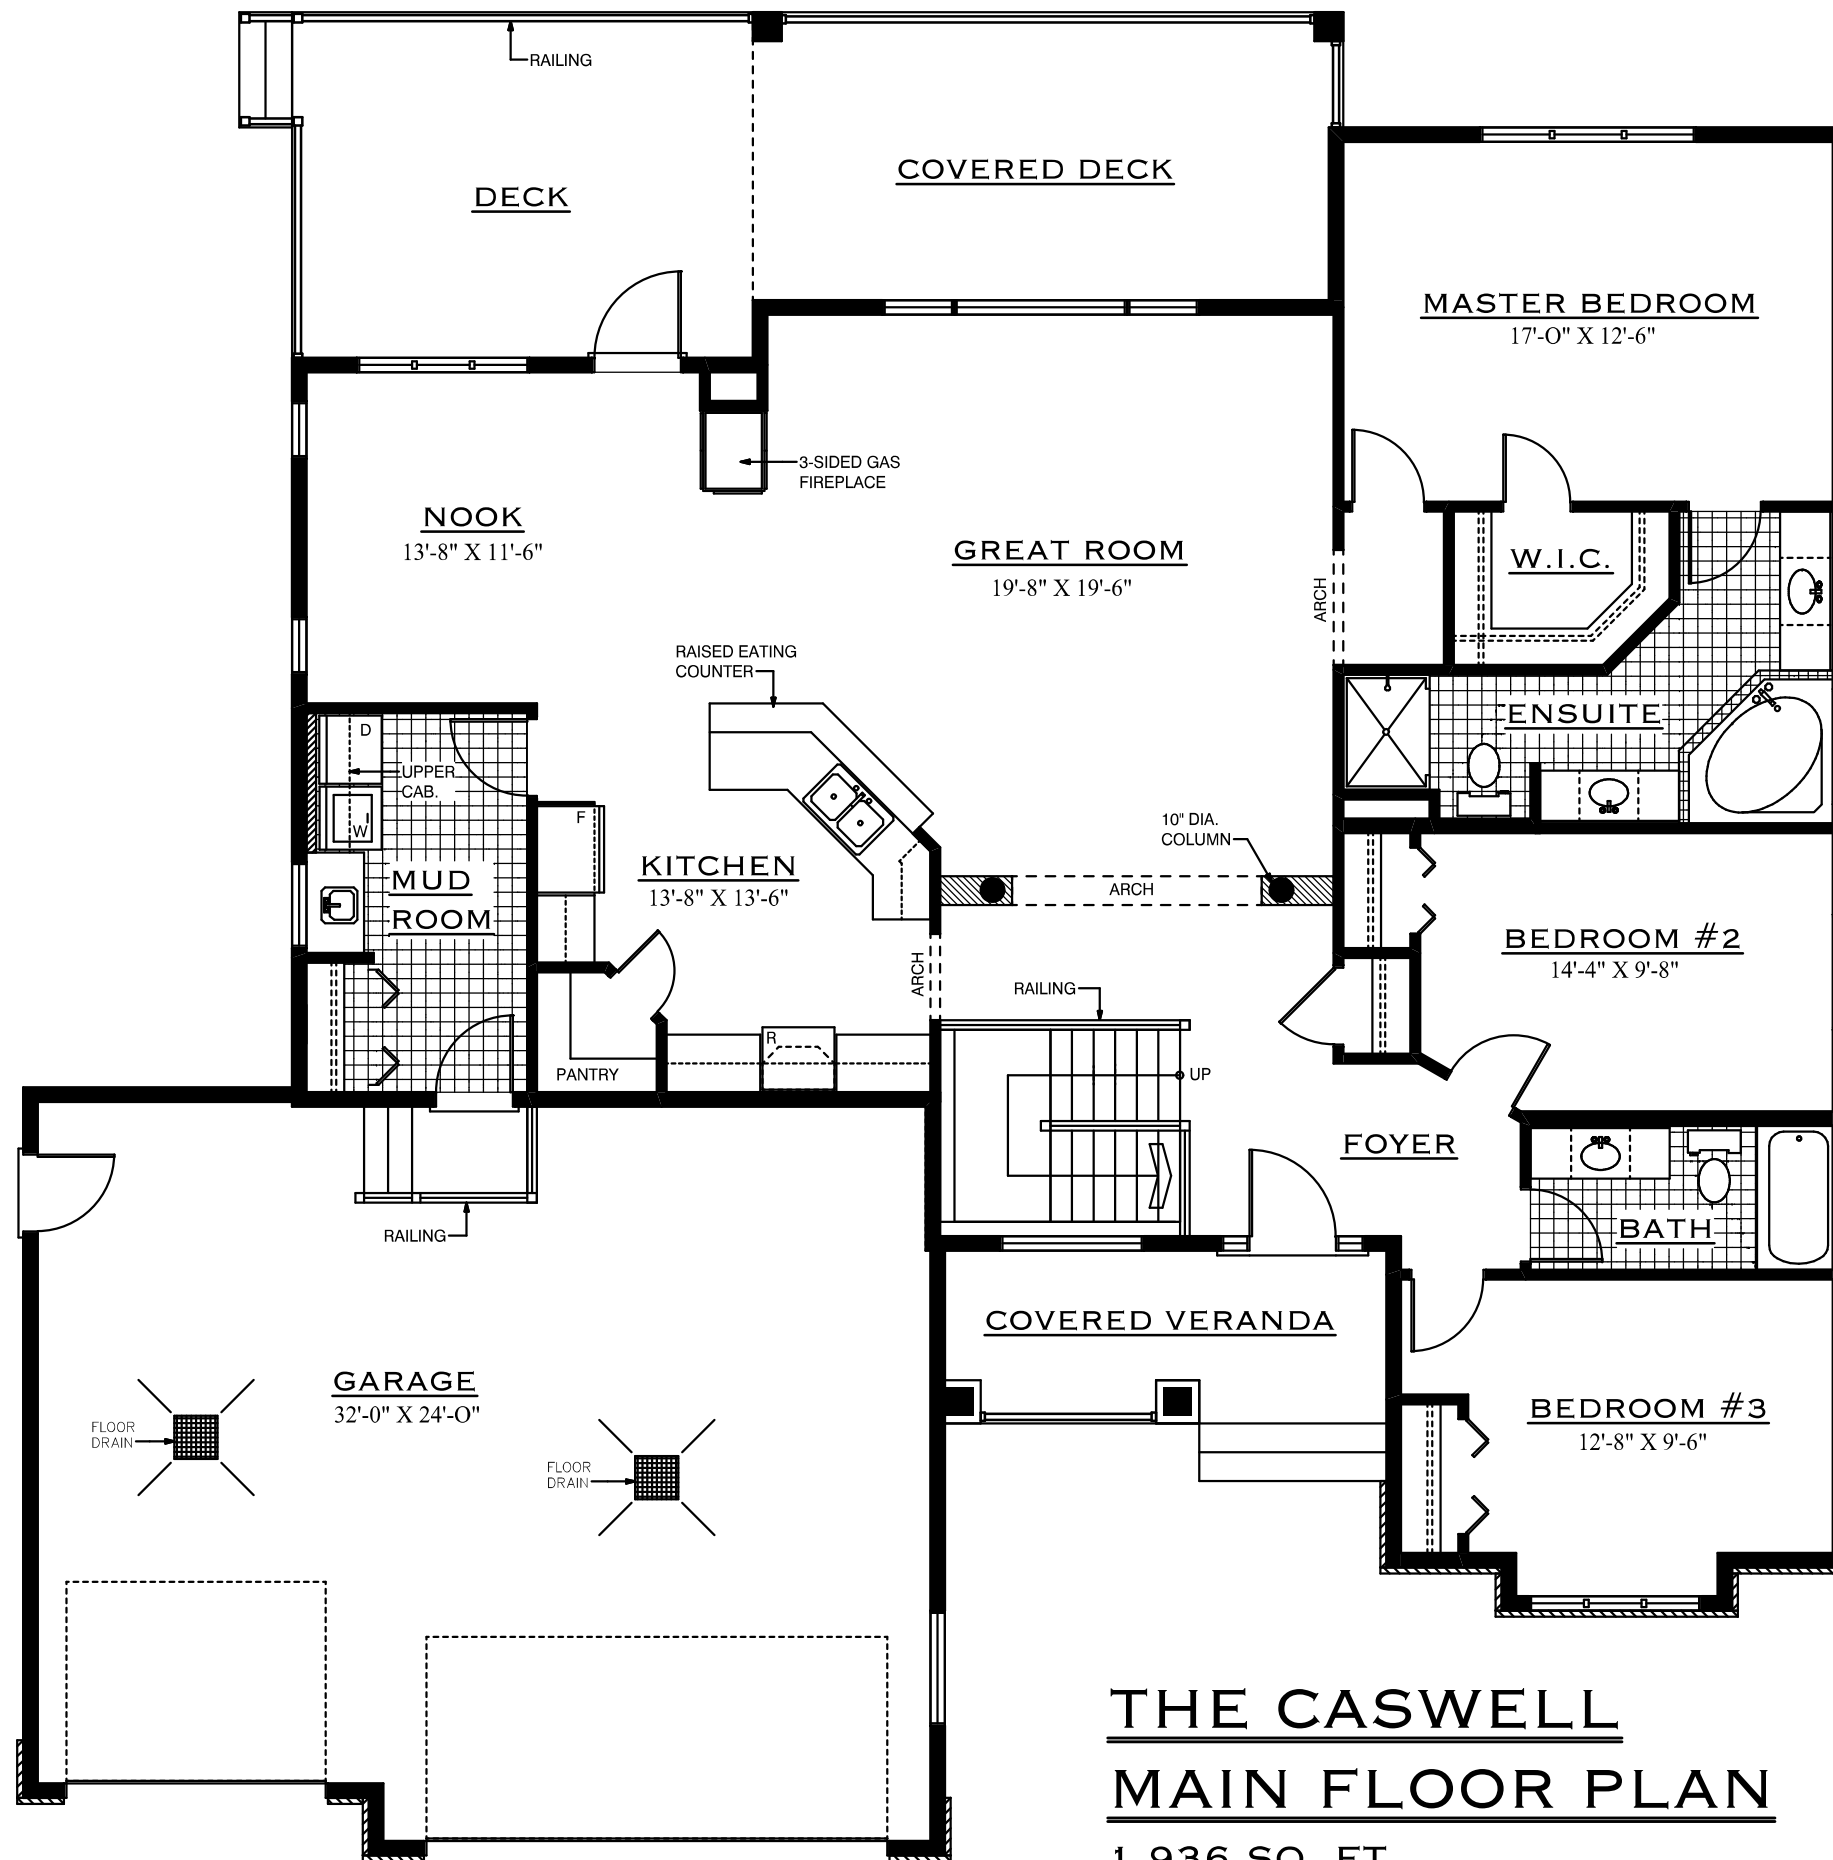 RAILING
DECK
COVERED DECK
MASTER BEDROOM
17'-O" X 12'-6"
3-SIDED GAS
FIREPLACE
NOOK
13'-8" X 11'-6"
GREAT ROOM
19'-8" X 19'-6"
ARCH
W.I.C.
RAISED EATING
COUNTER
ENSUITE
D
UPPER
CAB.
W
F
10" DIA.
COLUMN
KITCHEN
13'-8" X 13'-6"
MUD
ROOM
ARCH
BEDROOM #2
14'-4" X 9'-8"
ARCH
RAILING
R
PANTRY
UP
FOYER
BATH
RAILING
COVERED VERANDA
GARAGE
32'-0" X 24'-O"
FLOOR
DRAIN
FLOOR
DRAIN
BEDROOM #3
12'-8" X 9'-6"
THE CASWELL
MAIN FLOOR PLAN
1,936 SQ. FT.